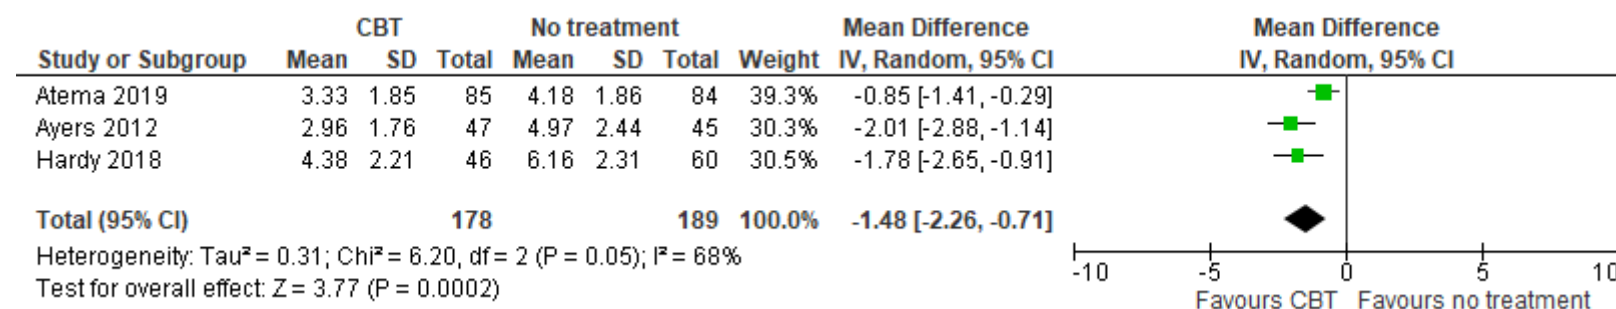 CBT No treatment Mean Difference Mean Difference
Study or Subgroup Mean SD Total Mean SD Total Weight IV, Random, 95% CI IV, Random, 95% CI
Atema 2019 3.33 1.85 85 4.18 1.86 84 39.3% -0.85 [-1.41, -0.29]
Ayers 2012 2.96 1.76 47 4.97 2.44 45 30.3% -2.01 [-2.88, -1.14]
Hardy 2018 4.38 2.21 46 6.16 2.31 60 30.5% -1.78 [-2.65, -0.91]
Total (95% CI) 178 189 100.0% -1.48 [-2.26, -0.71]
Heterogeneity: Tau² = 0.31; Chi² = 6.20, df = 2 (P = 0.05); I² = 68%
Test for overall effect: Z = 3.77 (P = 0.0002)
-10 -5 0 5 10
Favours CBT Favours no treatment